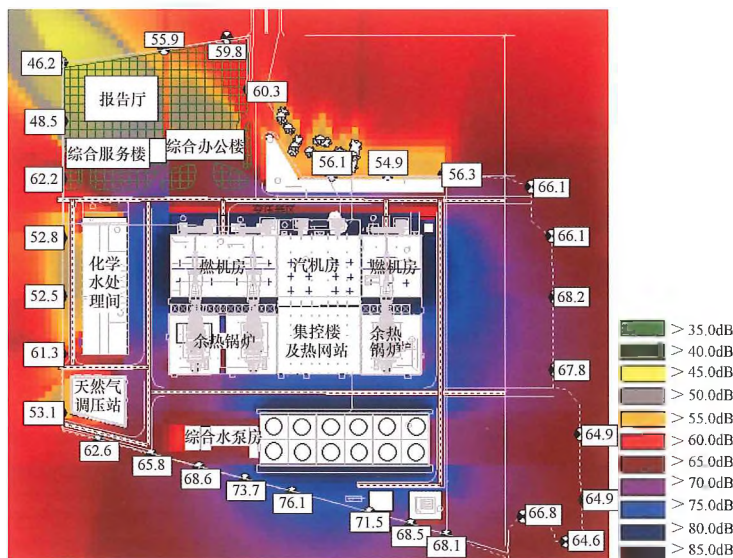 55.9
59.8
46.2
报告厅
60.3
48.5
综合服务楼
综合办公楼
56.1
54.9
56.3
62.2
66.1
52.8
66.1
化学
水处
理间
燃机房
汽机房
燃机房
52.5
68.2
余热锅炉
集控楼
及热网站
余热
锅炉
61.3
67.8
天然气
调压站
53.1
综合水泵房
62.6
65.8
68.6
73.7
76.1
71.5
68.5
68.1
66.8
64.9
64.9
64.6
> 35.0dB
> 40.0dB
> 45.0dB
> 50.0dB
> 55.0dB
> 60.0dB
> 65.0dB
> 70.0dB
> 75.0dB
> 80.0dB
> 85.0dB